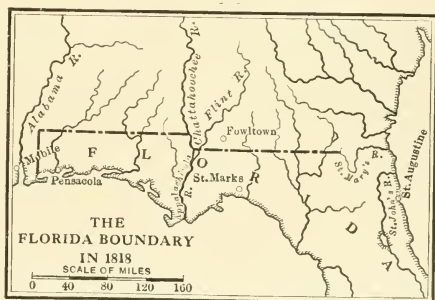 Alabama R.
Chattahoochee R.
Flint R.
Fowltown
Mobile
F L O R I D A
Pensacola
Appalachicola R.
St. Marks
St. Mary's R.
St. Augustine
St. John's R.
THE
FLORIDA BOUNDARY
IN 1818
SCALE OF MILES
0 40 80 120 160